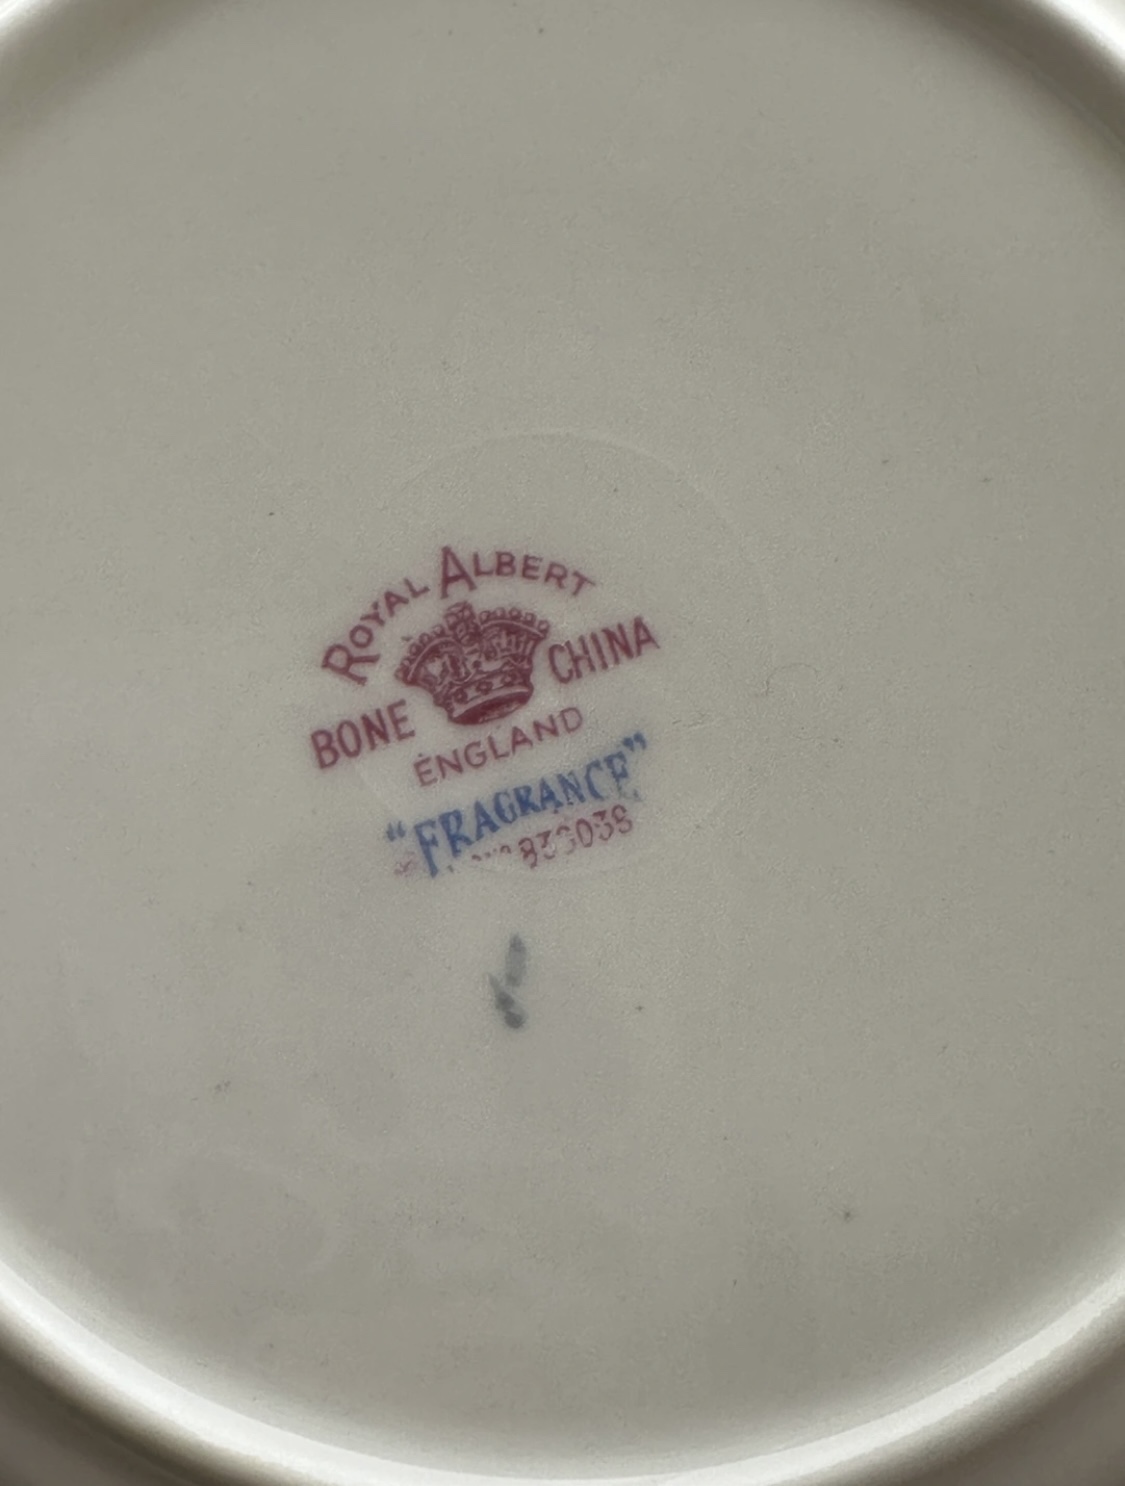 ROYAL ALBERT
BONE CHINA
ENGLAND
"FRAGRANCE"